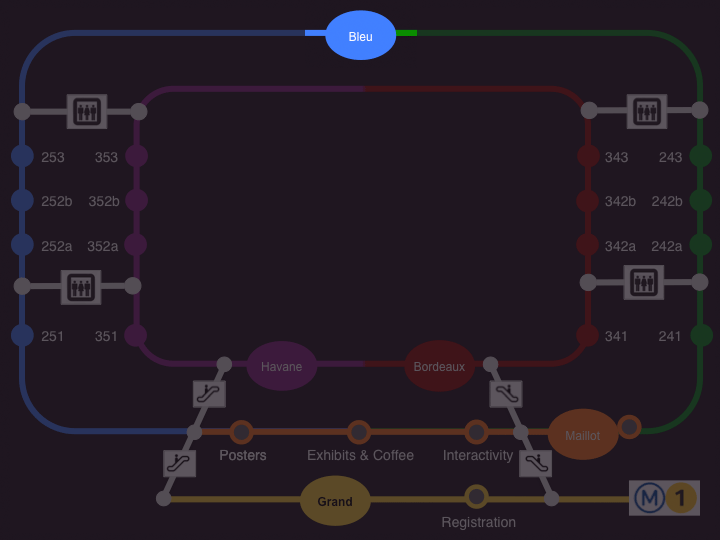 Bleu
253 353 343 243
252b 352b 342b 242b
252a 352a 342a 242a
251 351 341 241
Havane Bordeaux
Maillot
Posters Exhibits & Coffee Interactivity
Grand
M 1
Registration